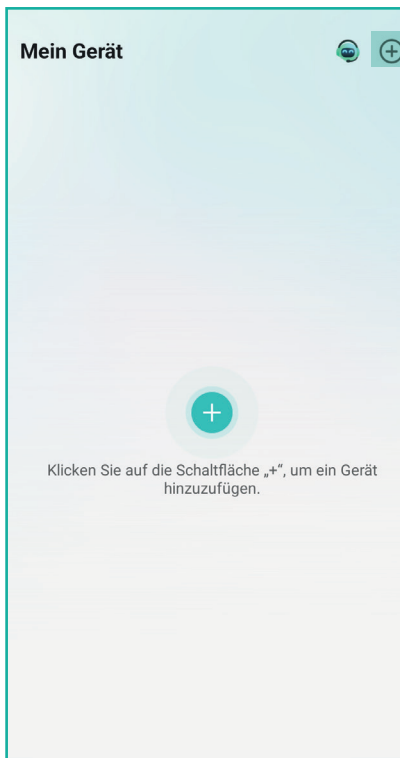 Mein Gerät
Klicken Sie auf die Schaltfläche „+“, um ein Gerät
hinzuzufügen.